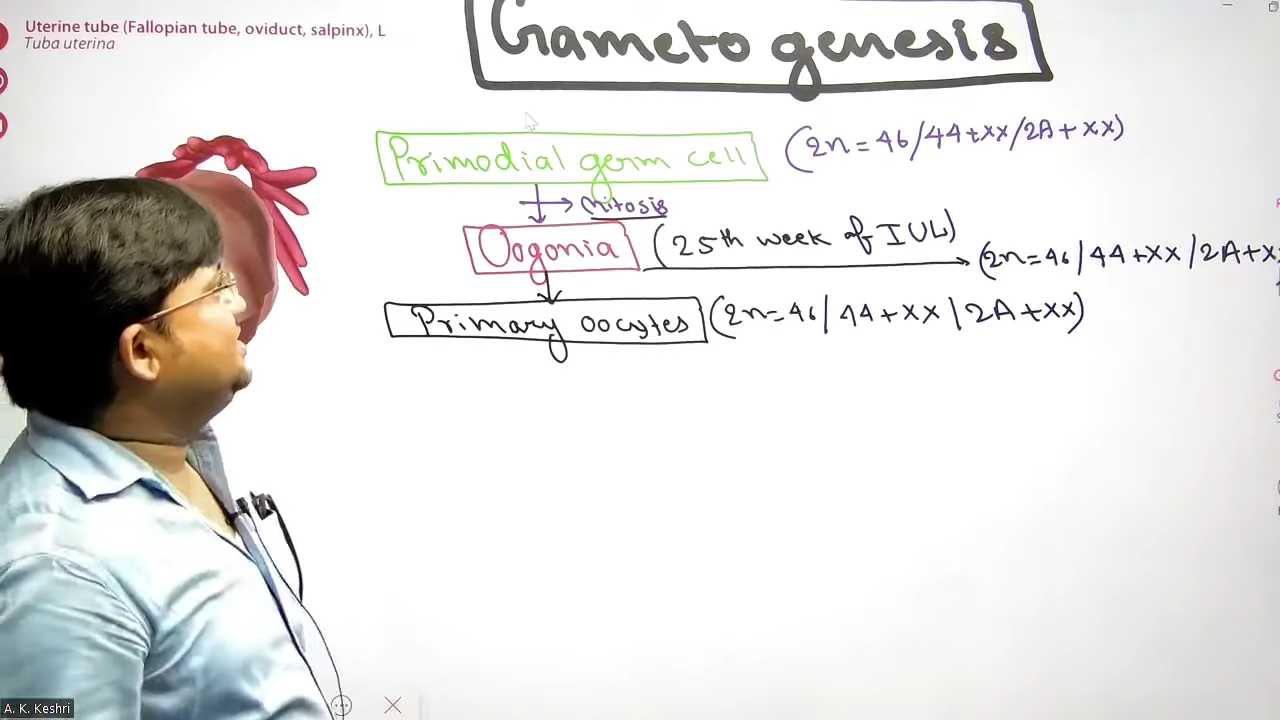 Uterine tube (Fallopian tube, oviduct, salpinx), L
Tuba uterina
Gameto genesis
Primodial germ cell (2n=46/44+xx/2A+xx)
Mitosis
Oogonia (25th week of IUL) (2n=46/44+xx/2A+x
Primary oocytes (2n=46/44+xx/2A+xx)
A. K. Keshri